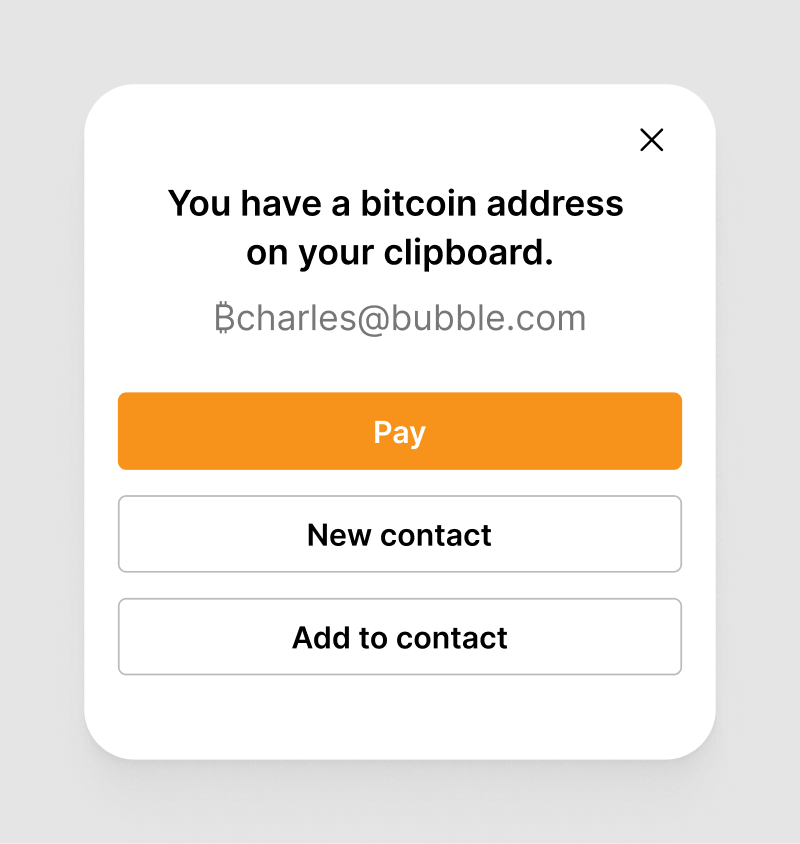 You have a bitcoin address
on your clipboard.
₿charles@bubble.com
Pay
New contact
Add to contact